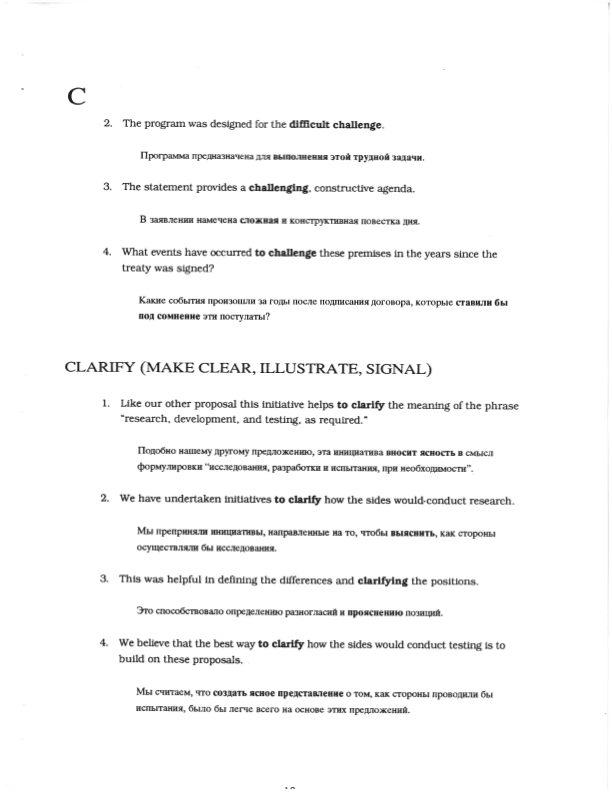 C
2. The program was designed for the difficult challenge.
Программа предназначена для выполнения этой трудной задачи.
3. The statement provides a challenging, constructive agenda.
В заявлении намечена сложная и конструктивная повестка дня.
4. What events have occurred to challenge these premises in the years since the
treaty was signed?
Какие события произошли за годы после подписания договора, которые ставили бы
под сомнение эти постулаты?
CLARIFY (MAKE CLEAR, ILLUSTRATE, SIGNAL)
1. Like our other proposal this initiative helps to clarify the meaning of the phrase
"research, development, and testing, as required."
Подобно нашему другому предложению, эта инициатива вносит ясность в смысл
формулировки "исследования, разработки и испытания, при необходимости".
2. We have undertaken initiatives to clarify how the sides would-conduct research.
Мы преприняли инициативы, направленные на то, чтобы выяснить, как стороны
осуществляли бы исследования.
3. This was helpful in defining the differences and clarifying the positions.
Это способствовало определению разногласий и прояснению позиций.
4. We believe that the best way to clarify how the sides would conduct testing is to
build on these proposals.
Мы считаем, что создать ясное представление о том, как стороны проводили бы
испытания, было бы легче всего на основе этих предложений.